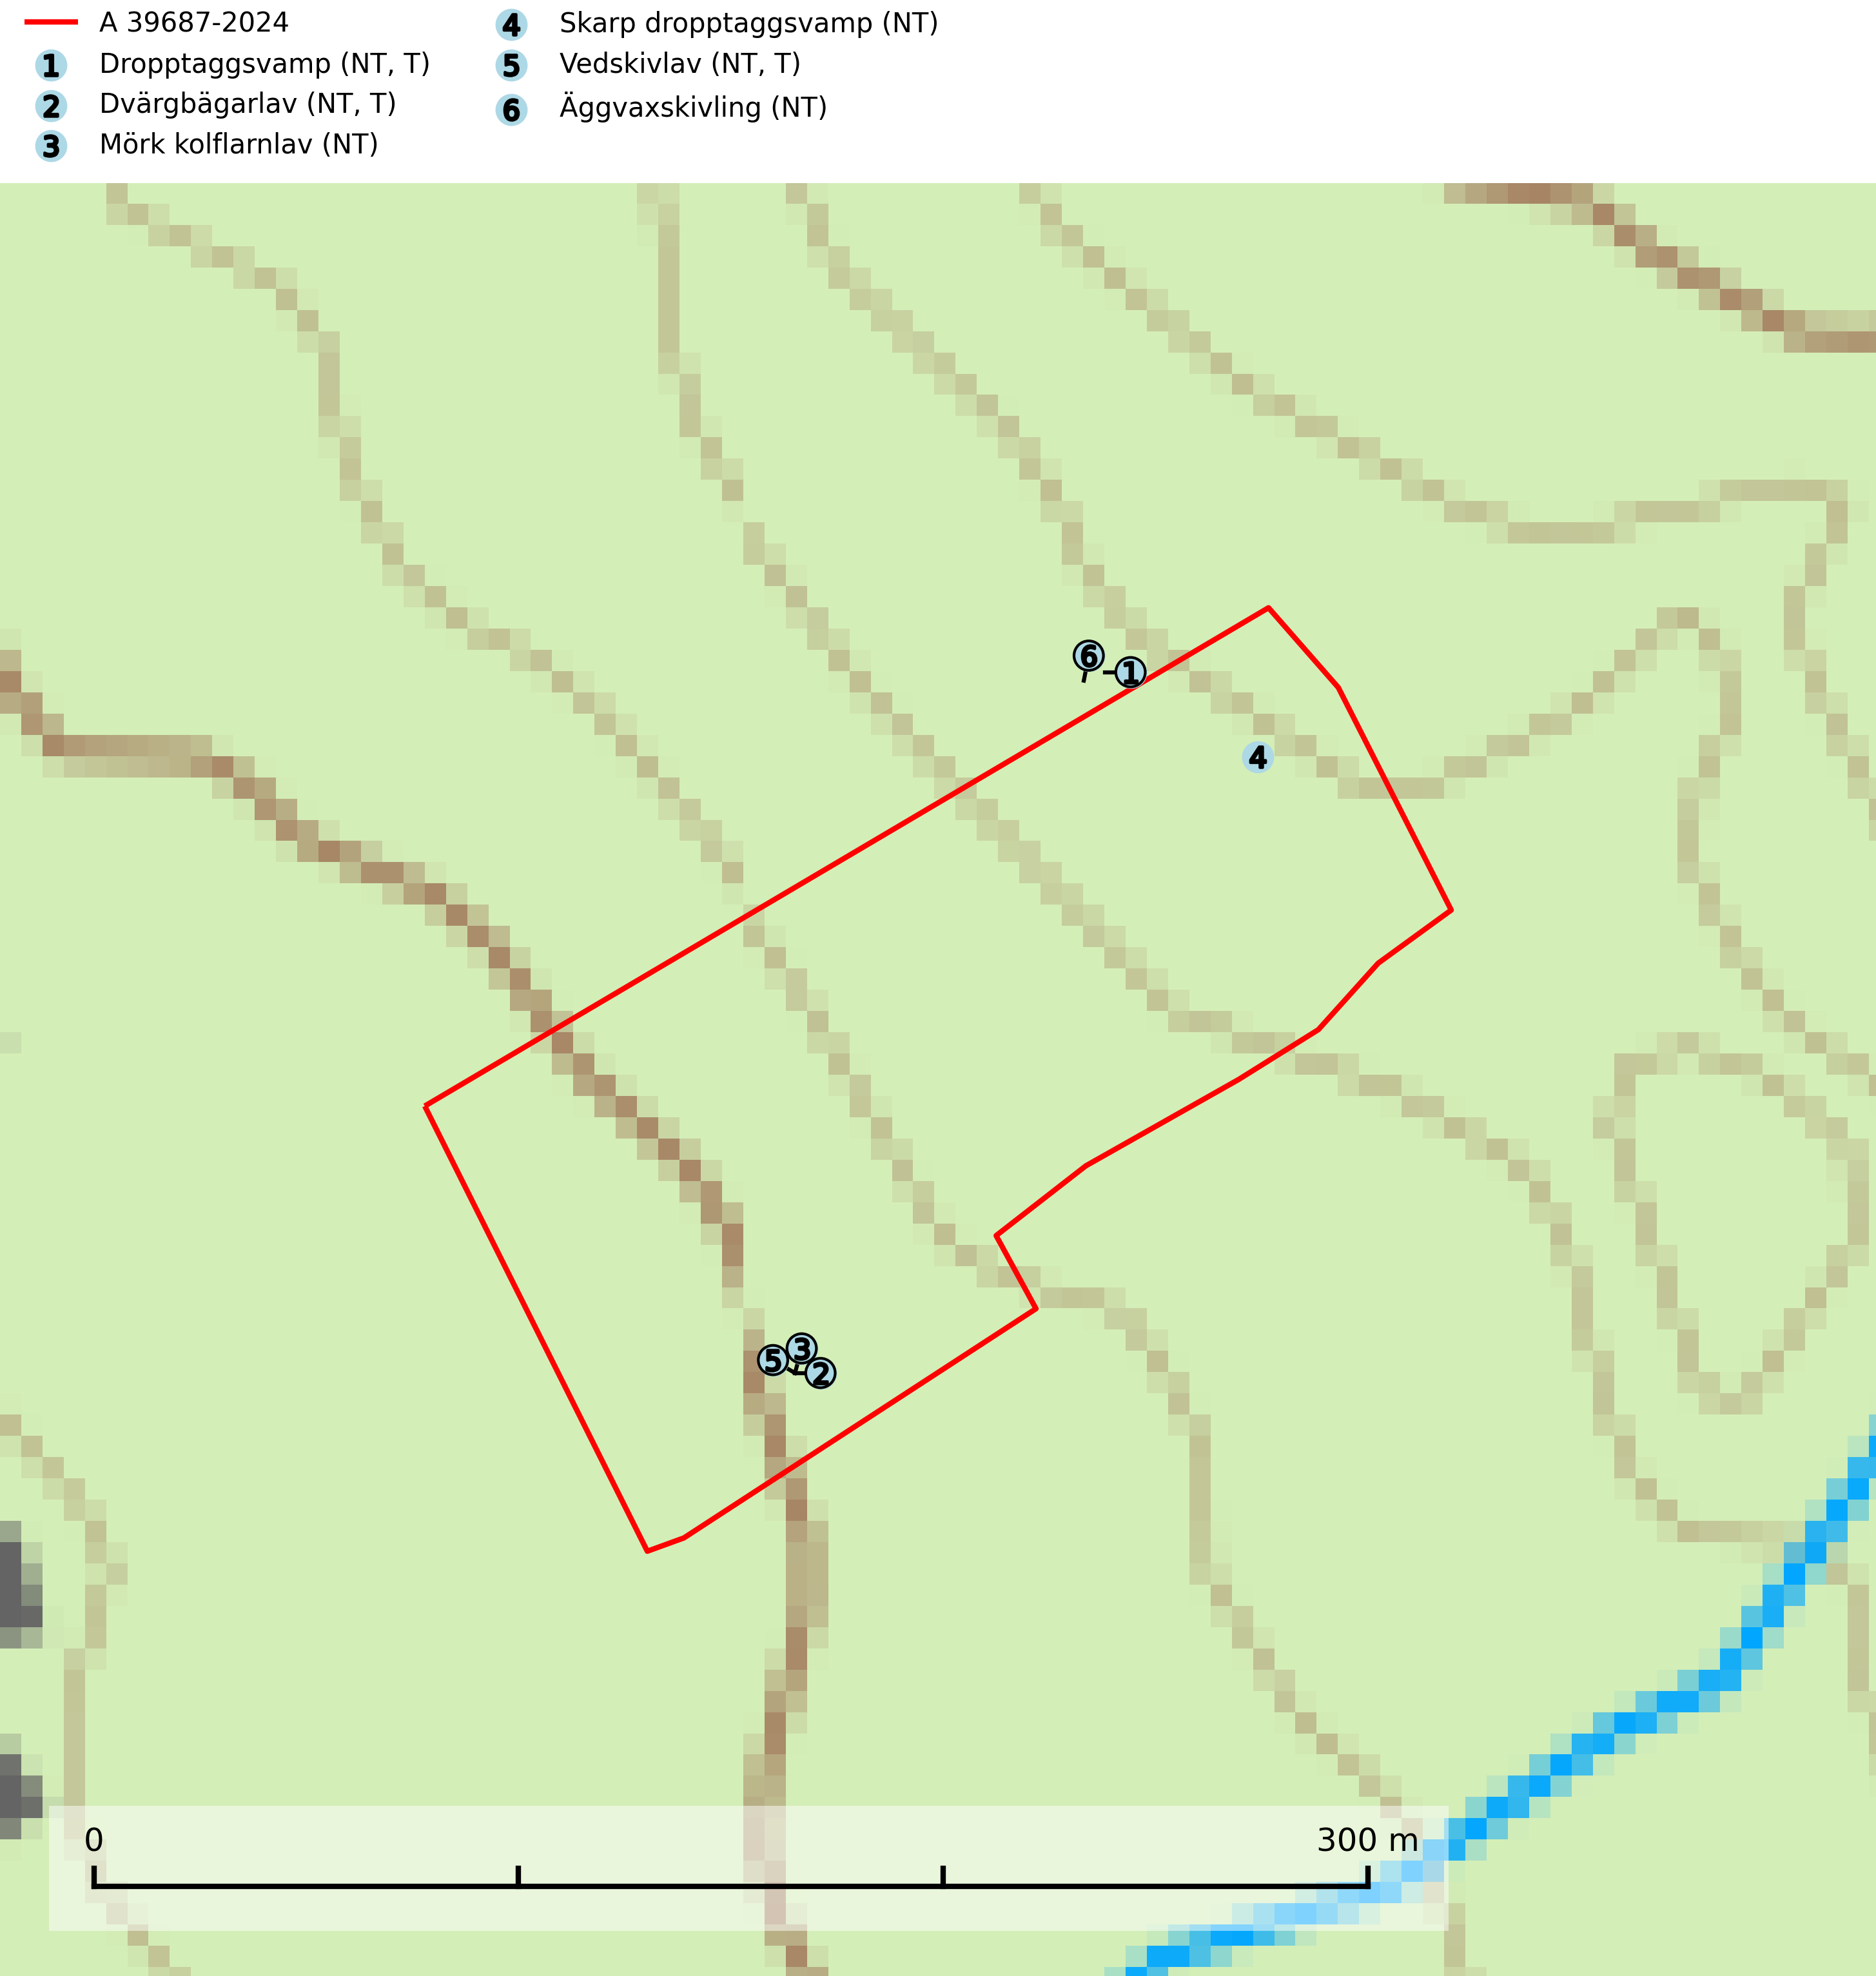 A 39687-2024
1 Dropptaggsvamp (NT, T)
2 Dvärgbägarlav (NT, T)
3 Mörk kolflarnlav (NT)
4 Skarp dropptaggsvamp (NT)
5 Vedskivlav (NT, T)
6 Äggvaxskivling (NT)
6
1
4
3
5
2
0
300 m